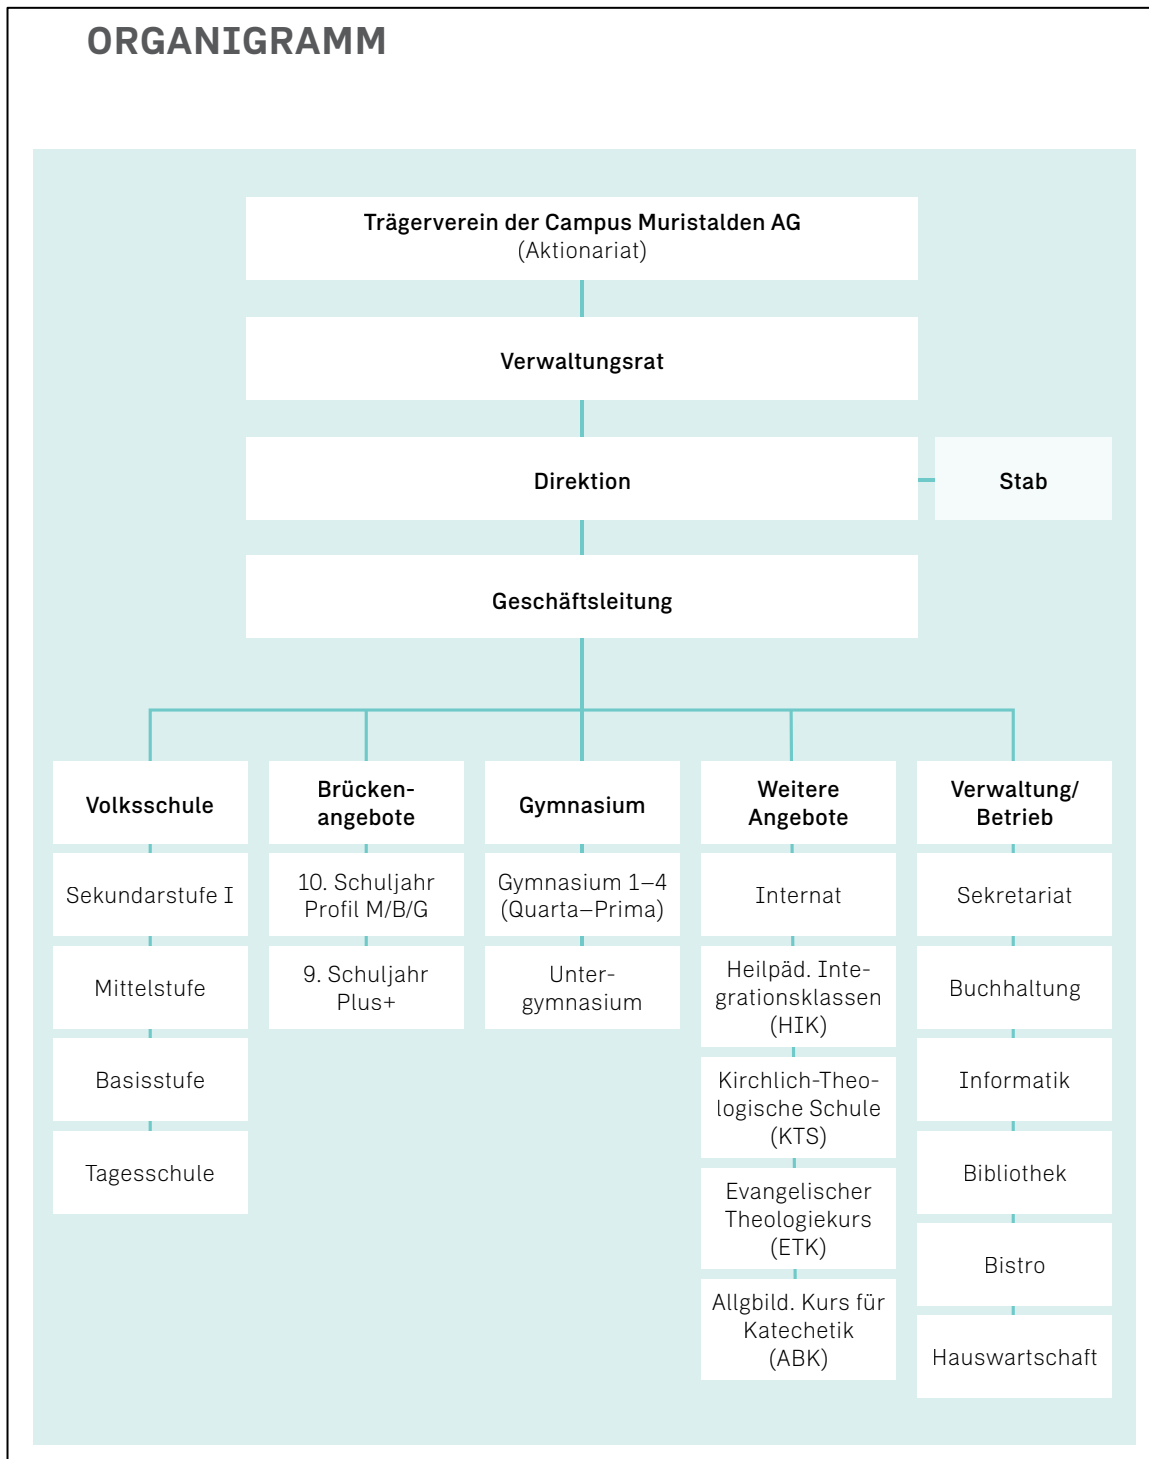 ORGANIGRAMM
Trägerverein der Campus Muristalden AG
(Aktionariat)
Verwaltungsrat
Direktion
Stab
Geschäftsleitung
Volksschule
Sekundarstufe I
Mittelstufe
Basisstufe
Tagesschule
Brücken-
angebote
10. Schuljahr
Profil M/B/G
9. Schuljahr
Plus+
Gymnasium
Gymnasium 1–4
(Quarta–Prima)
Unter-
gymnasium
Weitere
Angebote
Internat
Heilpäd. Inte-
grationsklassen
(HIK)
Kirchlich-Theo-
logische Schule
(KTS)
Evangelischer
Theologiekurs
(ETK)
Allgbild. Kurs für
Katechetik
(ABK)
Verwaltung/
Betrieb
Sekretariat
Buchhaltung
Informatik
Bibliothek
Bistro
Hauswartschaft